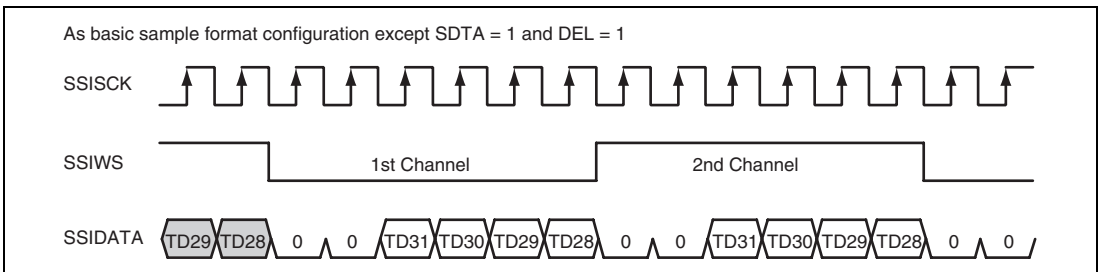 As basic sample format configuration except SDTA = 1 and DEL = 1
SSISCK
SSIWS 1st Channel 2nd Channel
SSIDATA TD29 TD28 0 0 TD31 TD30 TD29 TD28 0 0 TD31 TD30 TD29 TD28 0 0